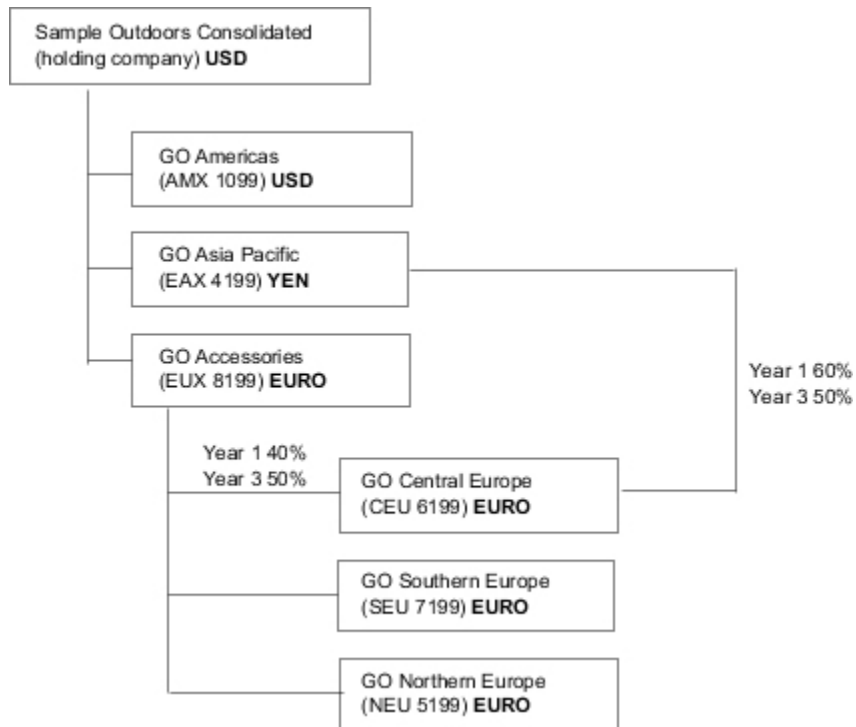 Sample Outdoors Consolidated
(holding company) USD
GO Americas
(AMX 1099) USD
GO Asia Pacific
(EAX 4199) YEN
GO Accessories
(EUX 8199) EURO
Year 1 60%
Year 3 50%
Year 1 40%
Year 3 50%
GO Central Europe
(CEU 6199) EURO
GO Southern Europe
(SEU 7199) EURO
GO Northern Europe
(NEU 5199) EURO